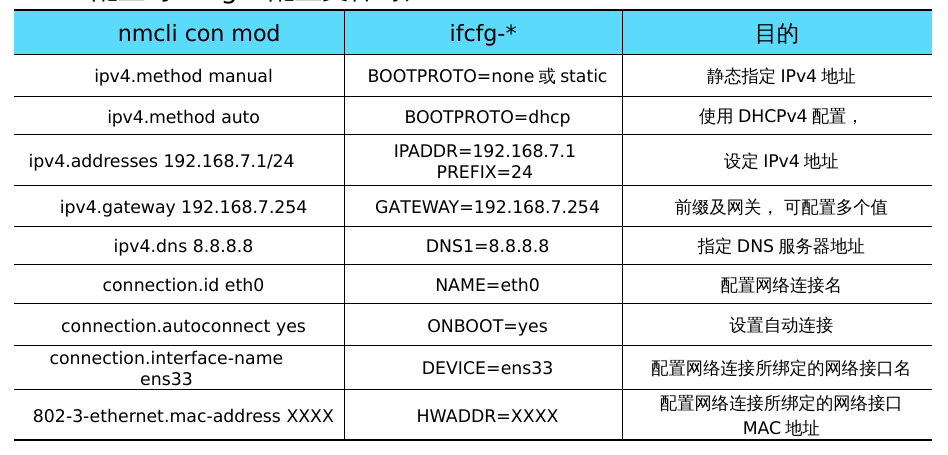 nmcli con mod ifcfg-* 目的
ipv4.method manual BOOTPROTO=none 或 static 静态指定 IPv4 地址
ipv4.method auto BOOTPROTO=dhcp 使用 DHCPv4 配置，
ipv4.addresses 192.168.7.1/24 IPADDR=192.168.7.1
PREFIX=24 设定 IPv4 地址
ipv4.gateway 192.168.7.254 GATEWAY=192.168.7.254 前缀及网关， 可配置多个值
ipv4.dns 8.8.8.8 DNS1=8.8.8.8 指定 DNS 服务器地址
connection.id eth0 NAME=eth0 配置网络连接名
connection.autoconnect yes ONBOOT=yes 设置自动连接
connection.interface-name
ens33 DEVICE=ens33 配置网络连接所绑定的网络接口名
802-3-ethernet.mac-address XXXX HWADDR=XXXX 配置网络连接所绑定的网络接口
MAC 地址